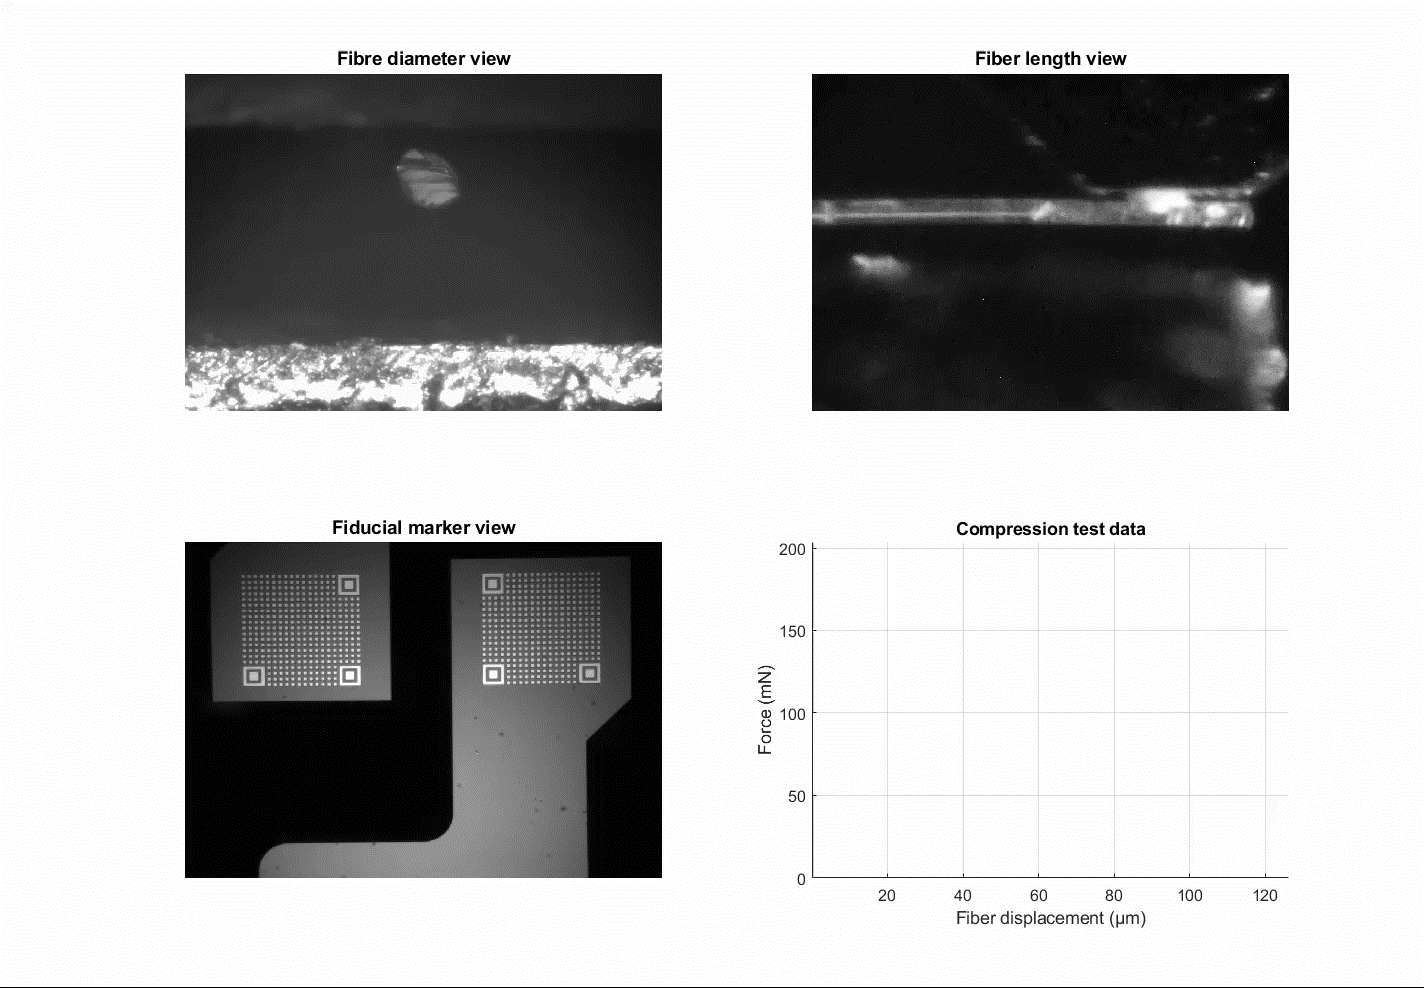 Fibre diameter view
Fiber length view
Fiducial marker view
Compression test data
Force (mN)
200
150
100
50
0
20 40 60 80 100 120
Fiber displacement (µm)